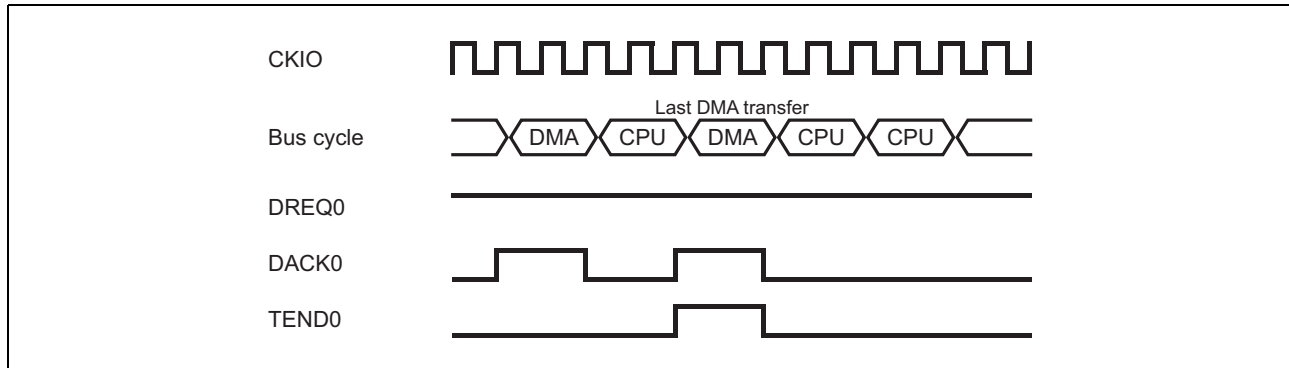 CKIO
Last DMA transfer
Bus cycle DMA CPU DMA CPU CPU
DREQ0
DACK0
TEND0